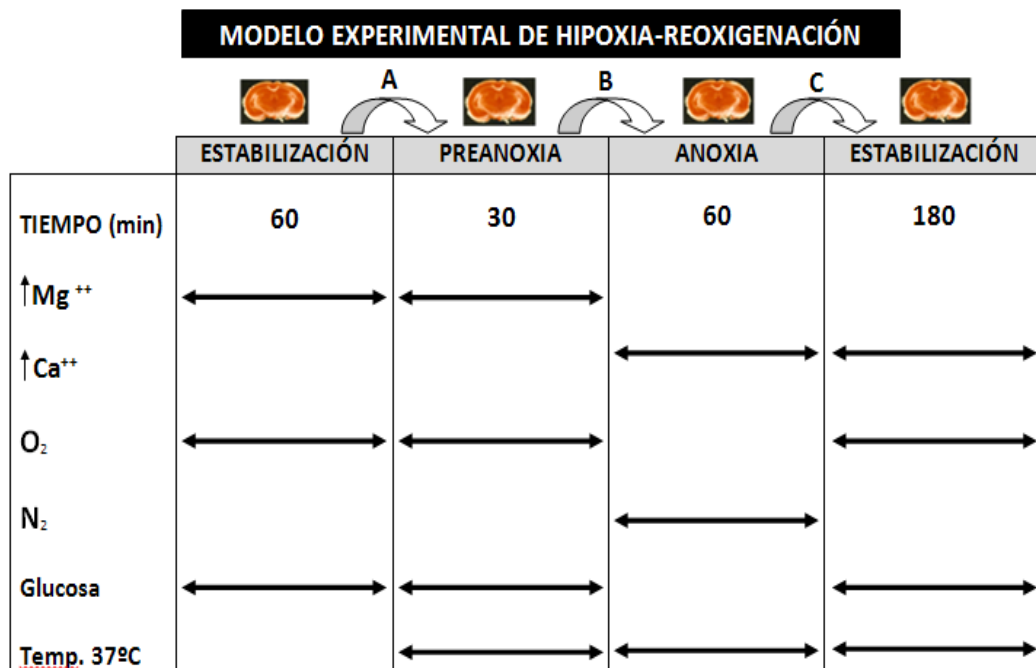 MODELO EXPERIMENTAL DE HIPOXIA-REOXIGENACIÓN
A B C
ESTABILIZACIÓN PREANOXIA ANOXIA ESTABILIZACIÓN
TIEMPO (min) 60 30 60 180
↑Mg ++
↑Ca++
O₂
N₂
Glucosa
Temp. 37ºC